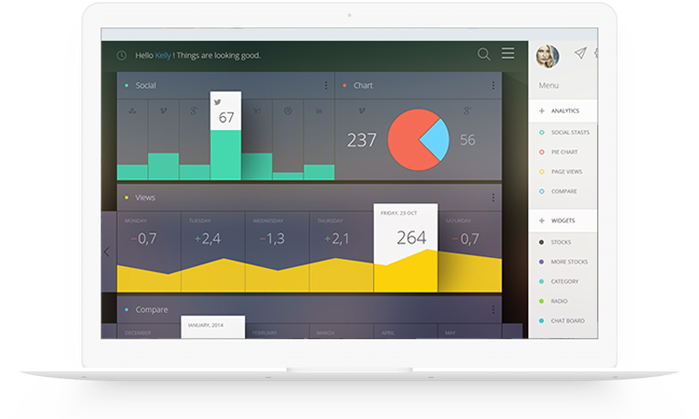 Hello Kelly ! Things are looking good.
Menu
Social
Chart
ANALYTICS
67
237
56
SOCIAL STASTS
PIE CHART
PAGE VIEWS
COMPARE
Views
MONDAY
TUESDAY
WEDNESDAY
THURSDAY
FRIDAY, 23 OCT
SATURDAY
−0,7
+2,4
−1,3
+2,1
264
−0,7
WIDGETS
STOCKS
MORE STOCKS
CATEGORY
RADIO
CHAT BOARD
Compare
DECEMBER
JANUARY, 2014
FEBRUARY
MARCH
APRIL
MAY